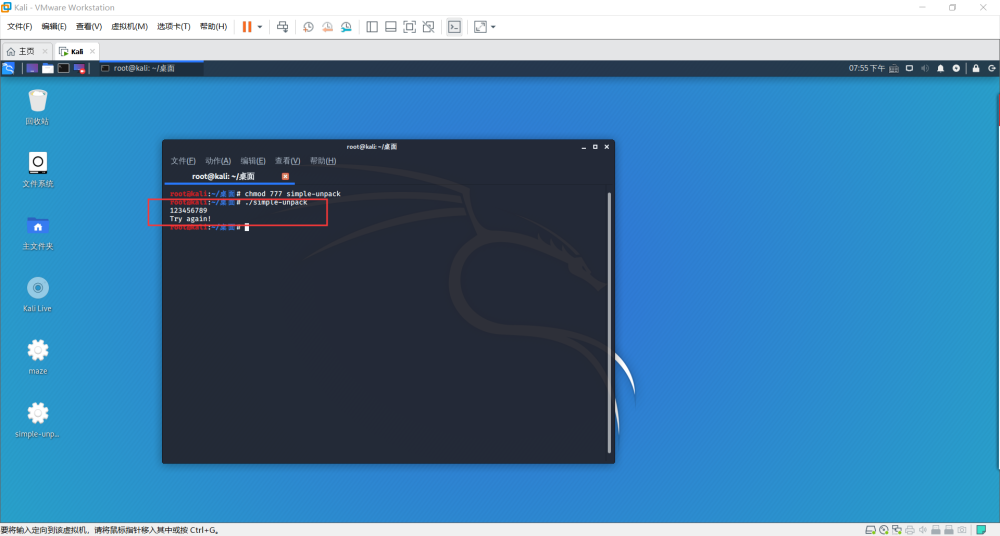 Kali - VMware Workstation
文件(F) 编辑(E) 查看(V) 虚拟机(M) 选项卡(T) 帮助(H)
主页 Kali
root@kali: ~/桌面 07:55 下午
回收站
文件系统
主文件夹
Kali Live
maze
simple-unp...
root@kali: ~/桌面
文件(F) 动作(A) 编辑(E) 查看(V) 帮助(H)
root@kali: ~/桌面
root@kali:~/桌面# chmod 777 simple-unpack
root@kali:~/桌面# ./simple-unpack
123456789
Try again!
root@kali:~/桌面#
要将输入定向到该虚拟机，请将鼠标指针移入其中或按 Ctrl+G。